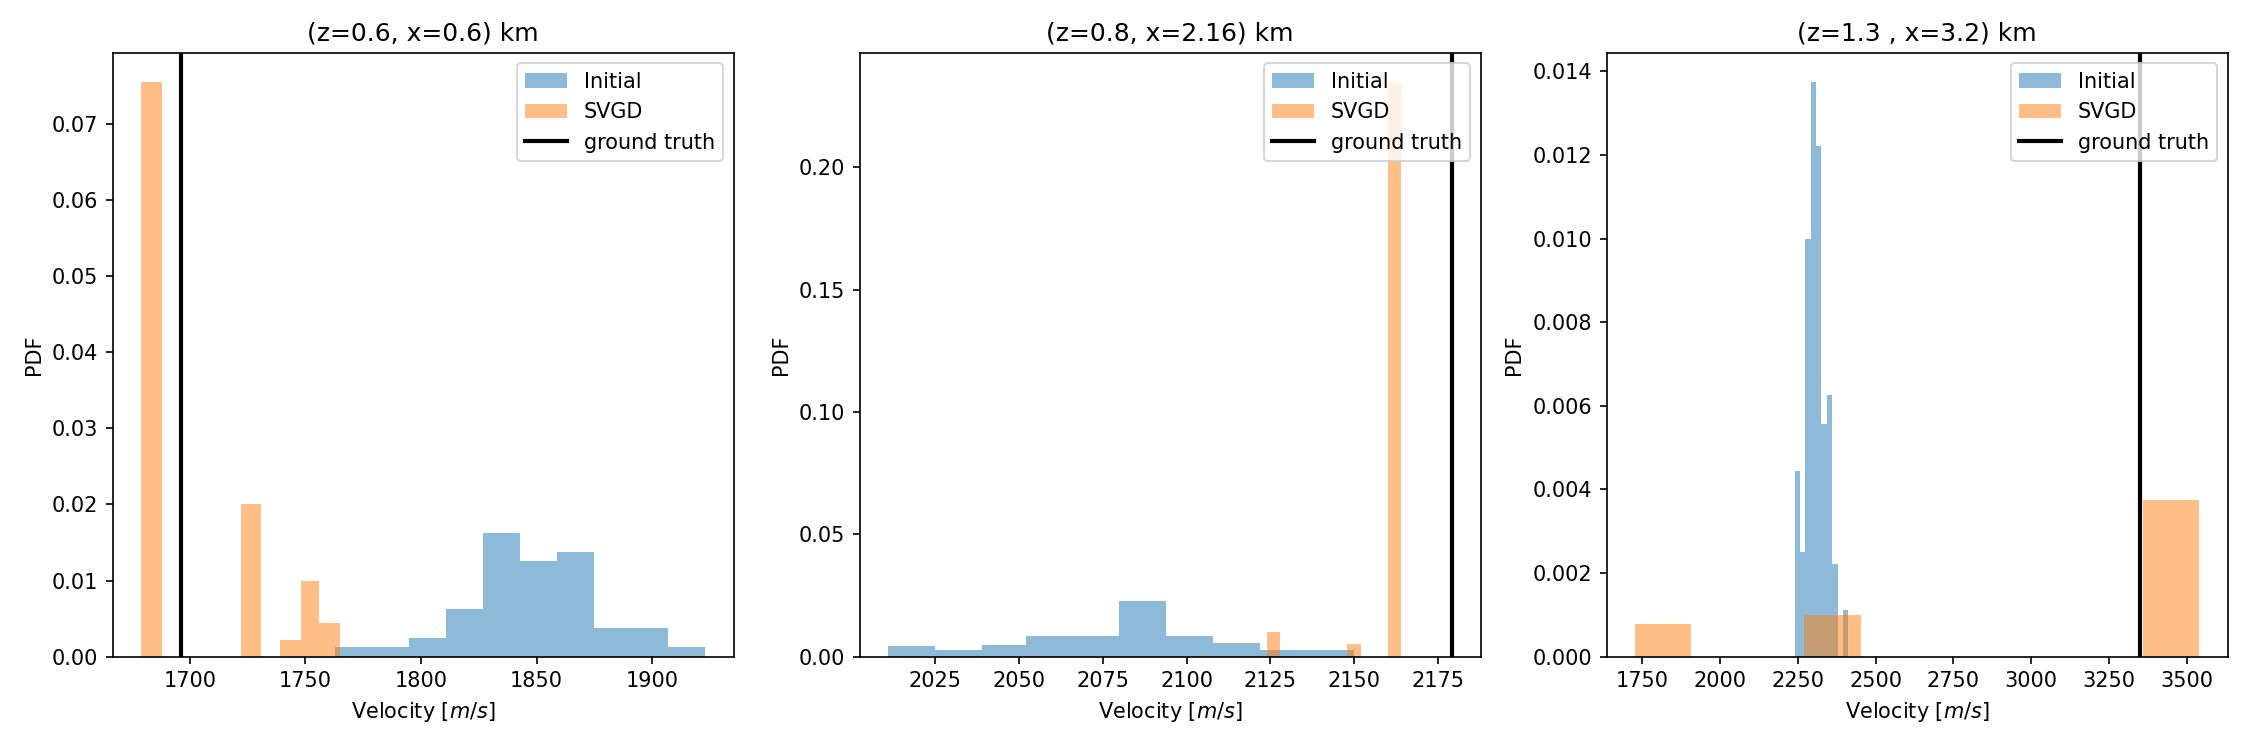 (z=0.6, x=0.6) km
Initial
SVGD
ground truth
PDF
0.07
0.06
0.05
0.04
0.03
0.02
0.01
0.00
1700 1750 1800 1850 1900
Velocity [m/s]
(z=0.8, x=2.16) km
Initial
SVGD
ground truth
PDF
0.20
0.15
0.10
0.05
0.00
2025 2050 2075 2100 2125 2150 2175
Velocity [m/s]
(z=1.3 , x=3.2) km
Initial
SVGD
ground truth
PDF
0.014
0.012
0.010
0.008
0.006
0.004
0.002
0.000
1750 2000 2250 2500 2750 3000 3250 3500
Velocity [m/s]